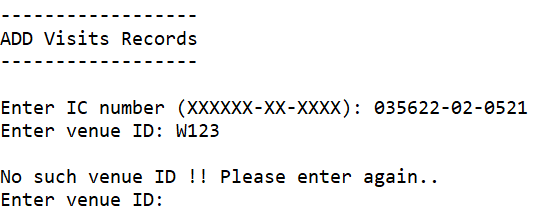 ------------------
ADD Visits Records
------------------
Enter IC number (XXXXXX-XX-XXXX): 035622-02-0521
Enter venue ID: W123
No such venue ID !! Please enter again..
Enter venue ID: